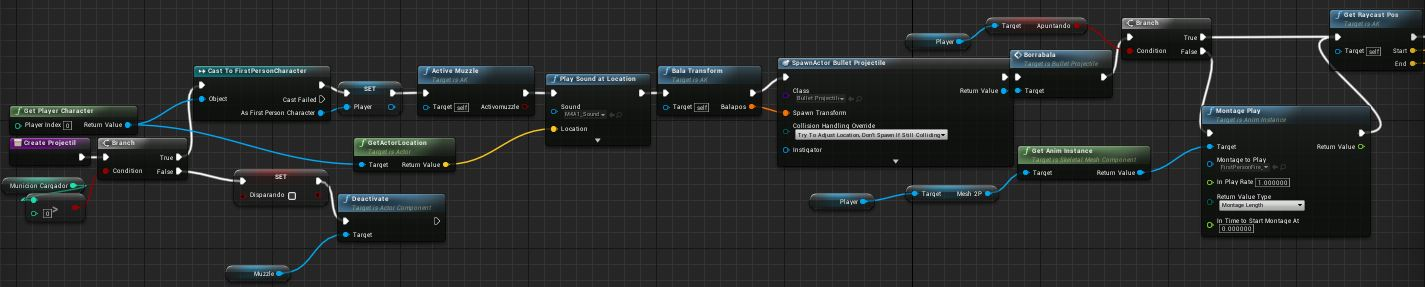 Get Player Character
Player Index 0
Return Value
Create Projectil
Branch
True
Condition
False
Municion Cargador
0
>
Cast To FirstPersonCharacter
Object
Cast Failed
As First Person Character
SET
Player
SET
Disparando
Muzzle
Deactivate
Target is Actor Component
Target
GetActorLocation
Target is Actor
Target
Return Value
Active Muzzle
Target is AK
Target self
Activomuzzle
Play Sound at Location
Sound
M4A1_Sound
Location
Bala Transform
Target is AK
Target self
Balapos
SpawnActor Bullet Projectile
Class
Return Value
Bullet Projectil
Spawn Transform
Collision Handling Override
Try To Adjust Location, Don't Spawn If Still Colliding
Instigator
Player
Target
Mesh 2P
Player
Target
Apuntando
Borrabala
Target is Bullet Projectile
Target
Get Anim Instance
Target is Skeletal Mesh Component
Target
Return Value
Branch
True
Condition
False
Montage Play
Target is Anim Instance
Target
Return Value
Montage to Play
FirstPersonFire
In Play Rate 1.000000
Return Value Type
Montage Length
In Time to Start Montage At
0.000000
Get Raycast Pos
Target is AK
Target self
Start
End